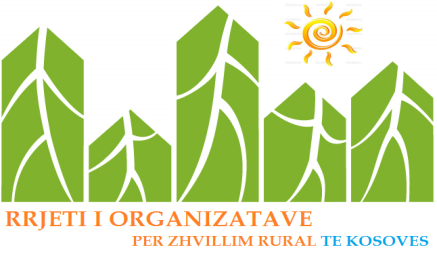 RRJETI I ORGANIZATAVE
PER ZHVILLIM RURAL TE KOSOVES